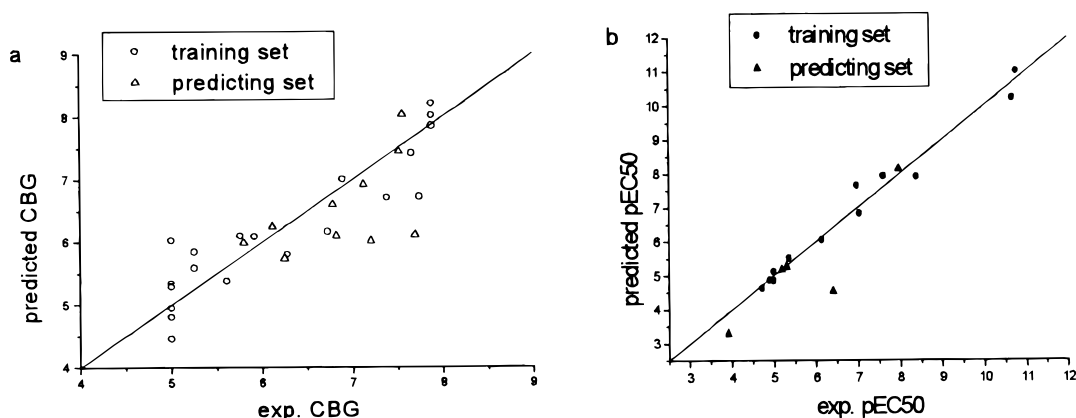 a
training set
predicting set
9
8
7
6
5
4
4 5 6 7 8 9
predicted CBG
exp. CBG
b
training set
predicting set
12
11
10
9
8
7
6
5
4
3
3 4 5 6 7 8 9 10 11 12
predicted pEC50
exp. pEC50